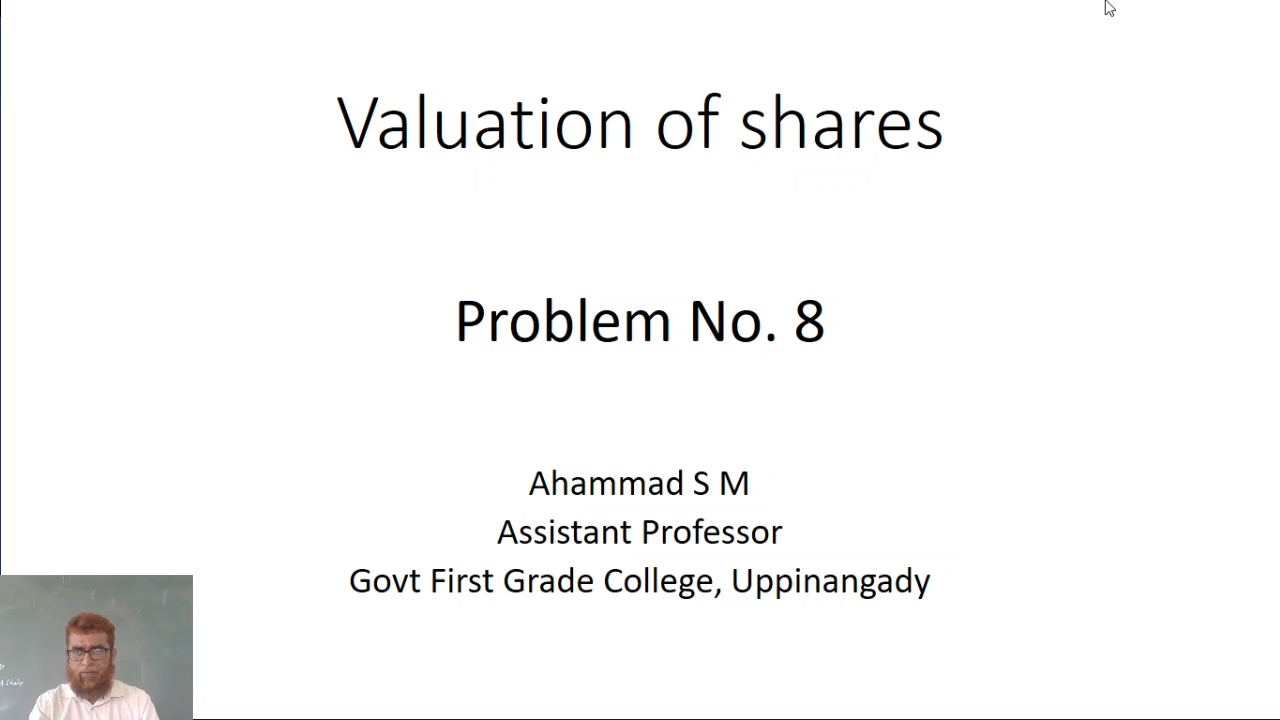 Valuation of shares
Problem No. 8
Ahammad S M
Assistant Professor
Govt First Grade College, Uppinangady